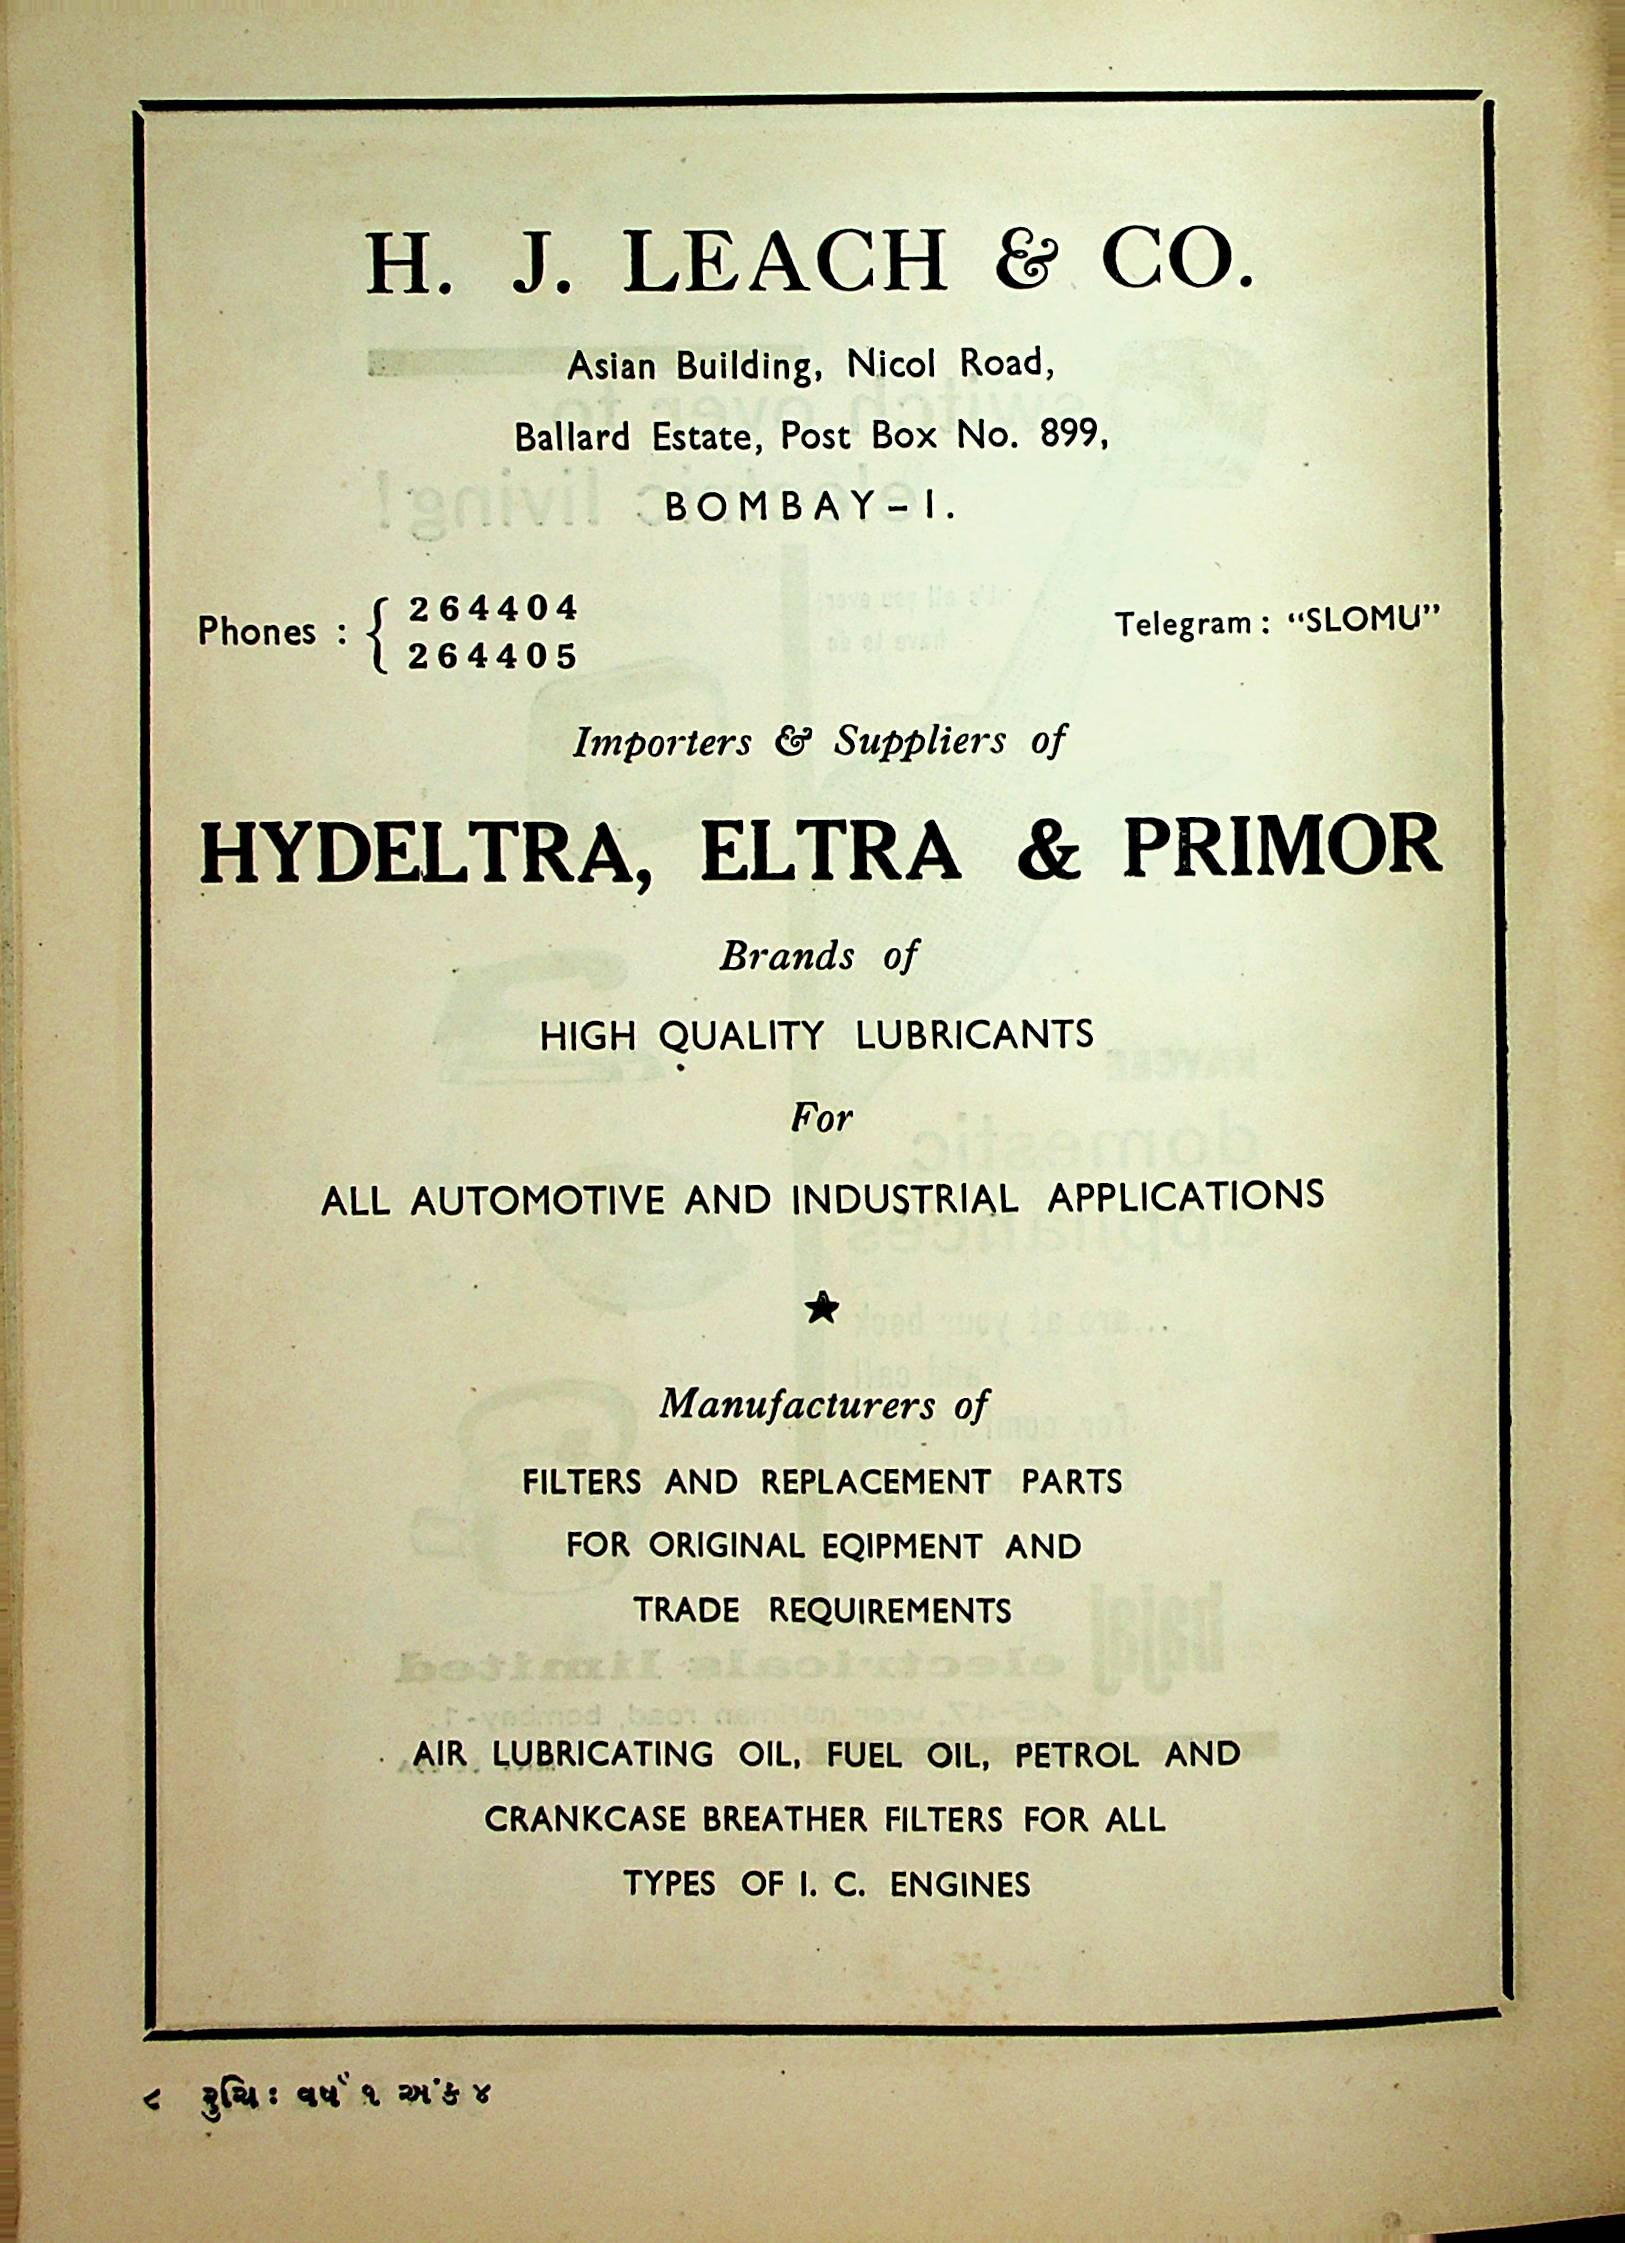 H. J. LEACH & CO.
Asian Building, Nicol Road,
Ballard Estate, Post Box No. 899,
BOMBAY-1.
Phones : { 264404
264405
Telegram : “SLOMU”
Importers & Suppliers of
HYDELTRA, ELTRA & PRIMOR
Brands of
HIGH QUALITY LUBRICANTS
For
ALL AUTOMOTIVE AND INDUSTRIAL APPLICATIONS
★
Manufacturers of
FILTERS AND REPLACEMENT PARTS
FOR ORIGINAL EQIPMENT AND
TRADE REQUIREMENTS
AIR LUBRICATING OIL, FUEL OIL, PETROL AND
CRANKCASE BREATHER FILTERS FOR ALL
TYPES OF I. C. ENGINES
૮ રુચિ: વર્ષ ૧ અંક ૪